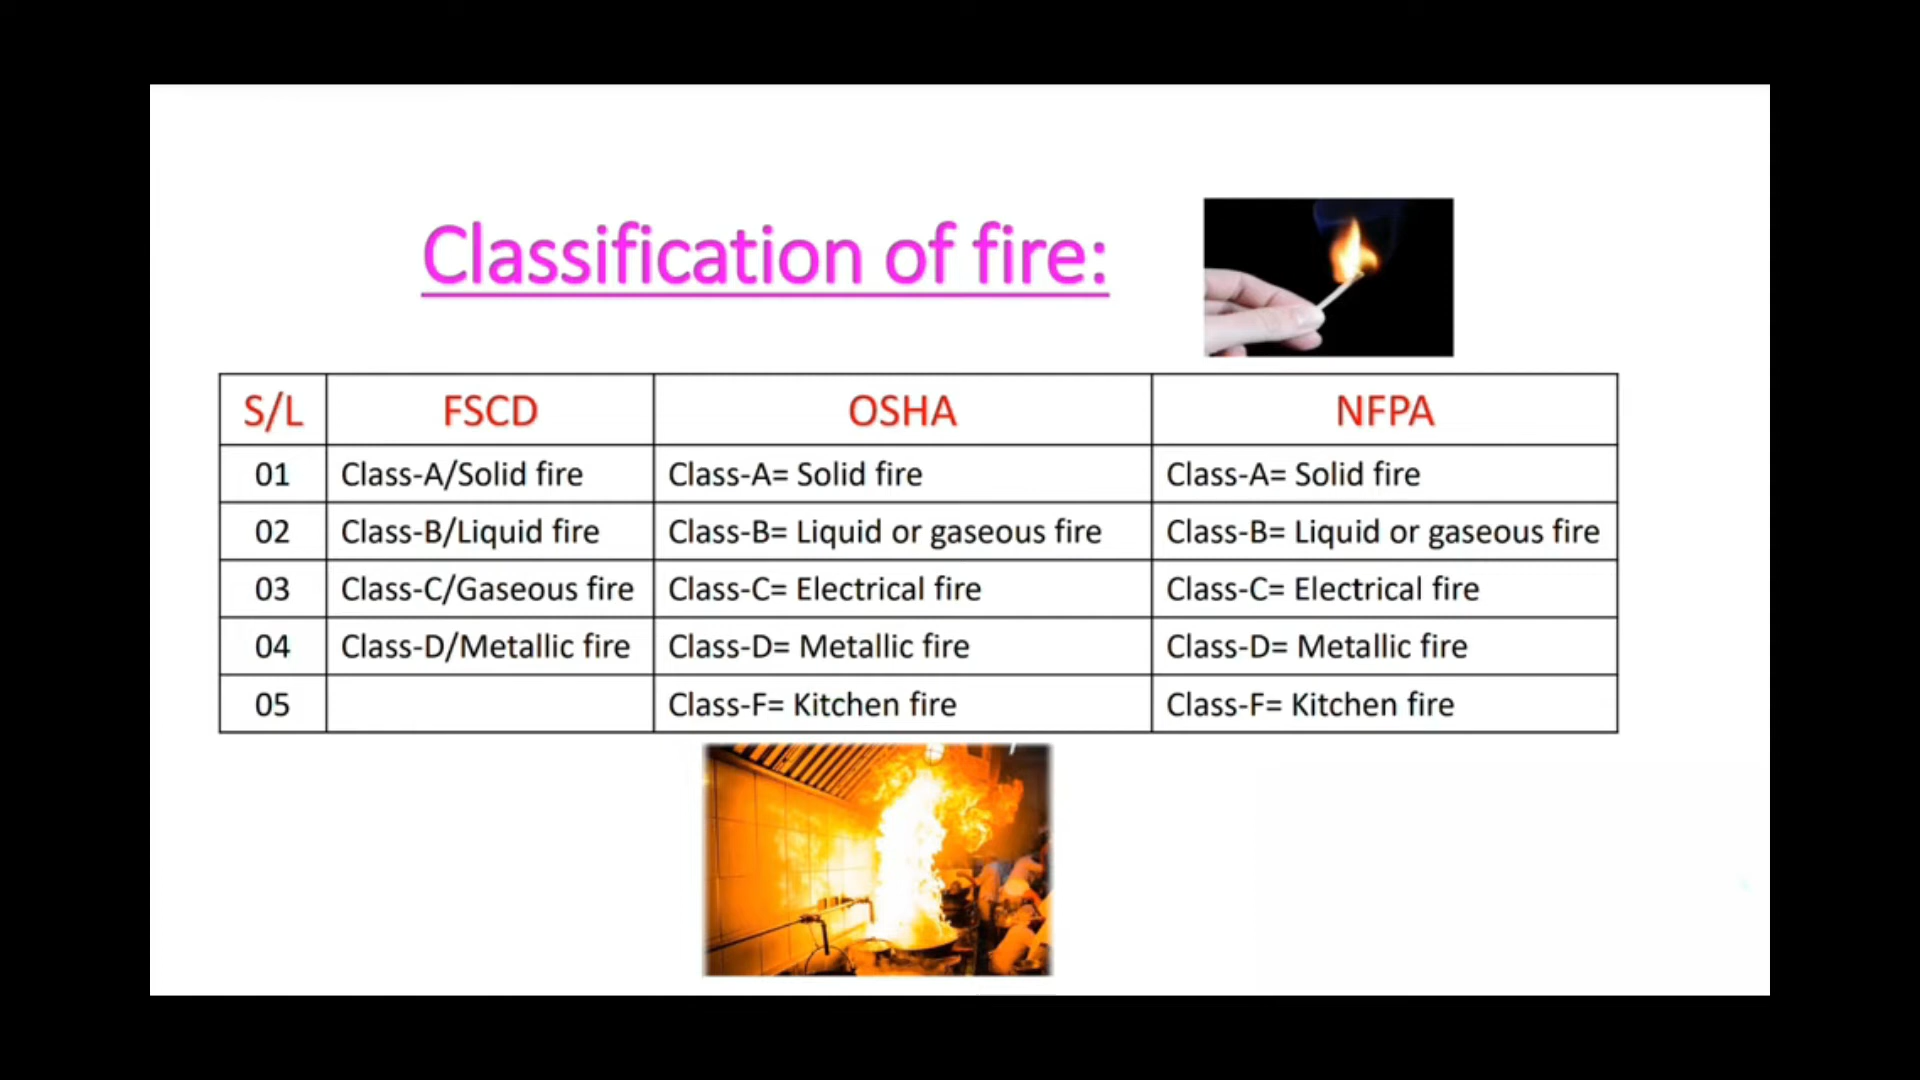 Classification of fire:
S/L FSCD OSHA NFPA
01 Class-A/Solid fire Class-A= Solid fire Class-A= Solid fire
02 Class-B/Liquid fire Class-B= Liquid or gaseous fire Class-B= Liquid or gaseous fire
03 Class-C/Gaseous fire Class-C= Electrical fire Class-C= Electrical fire
04 Class-D/Metallic fire Class-D= Metallic fire Class-D= Metallic fire
05 Class-F= Kitchen fire Class-F= Kitchen fire